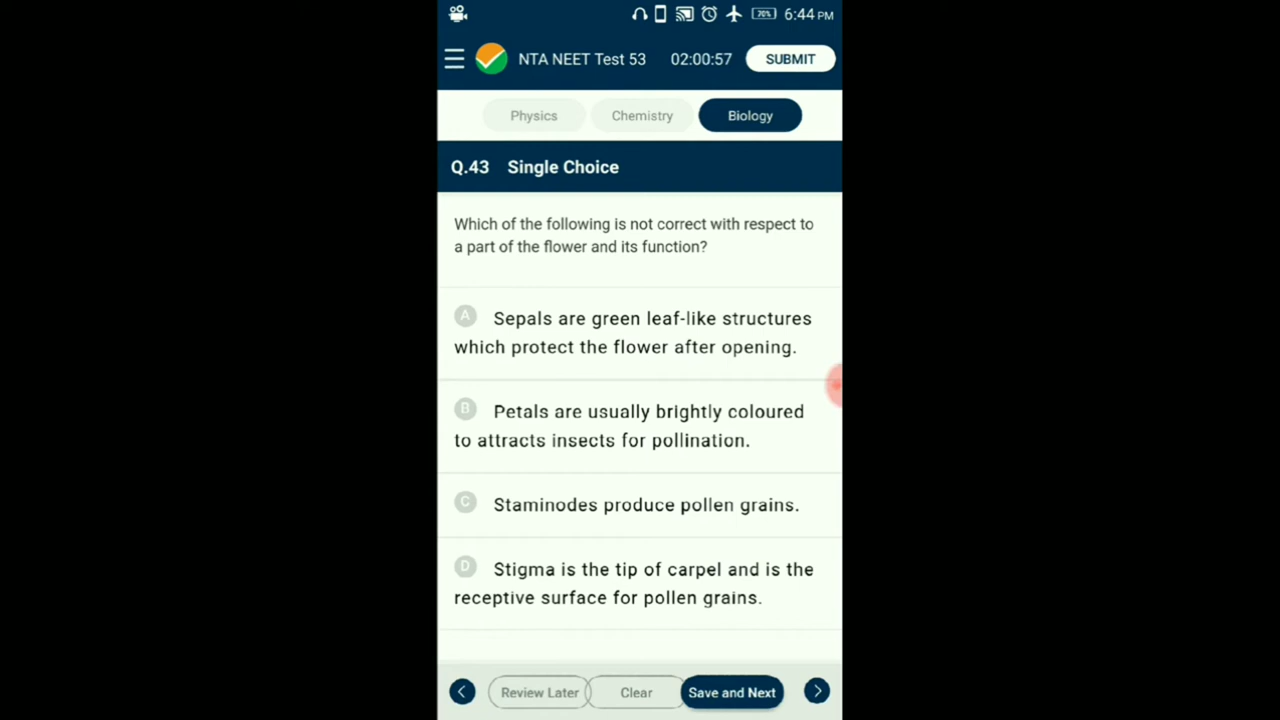 20% 6:44 PM
NTA NEET Test 53 02:00:57 SUBMIT
Physics Chemistry Biology
Q.43 Single Choice
Which of the following is not correct with respect to
a part of the flower and its function?
A Sepals are green leaf-like structures
which protect the flower after opening.
B Petals are usually brightly coloured
to attracts insects for pollination.
C Staminodes produce pollen grains.
D Stigma is the tip of carpel and is the
receptive surface for pollen grains.
Review Later Clear Save and Next